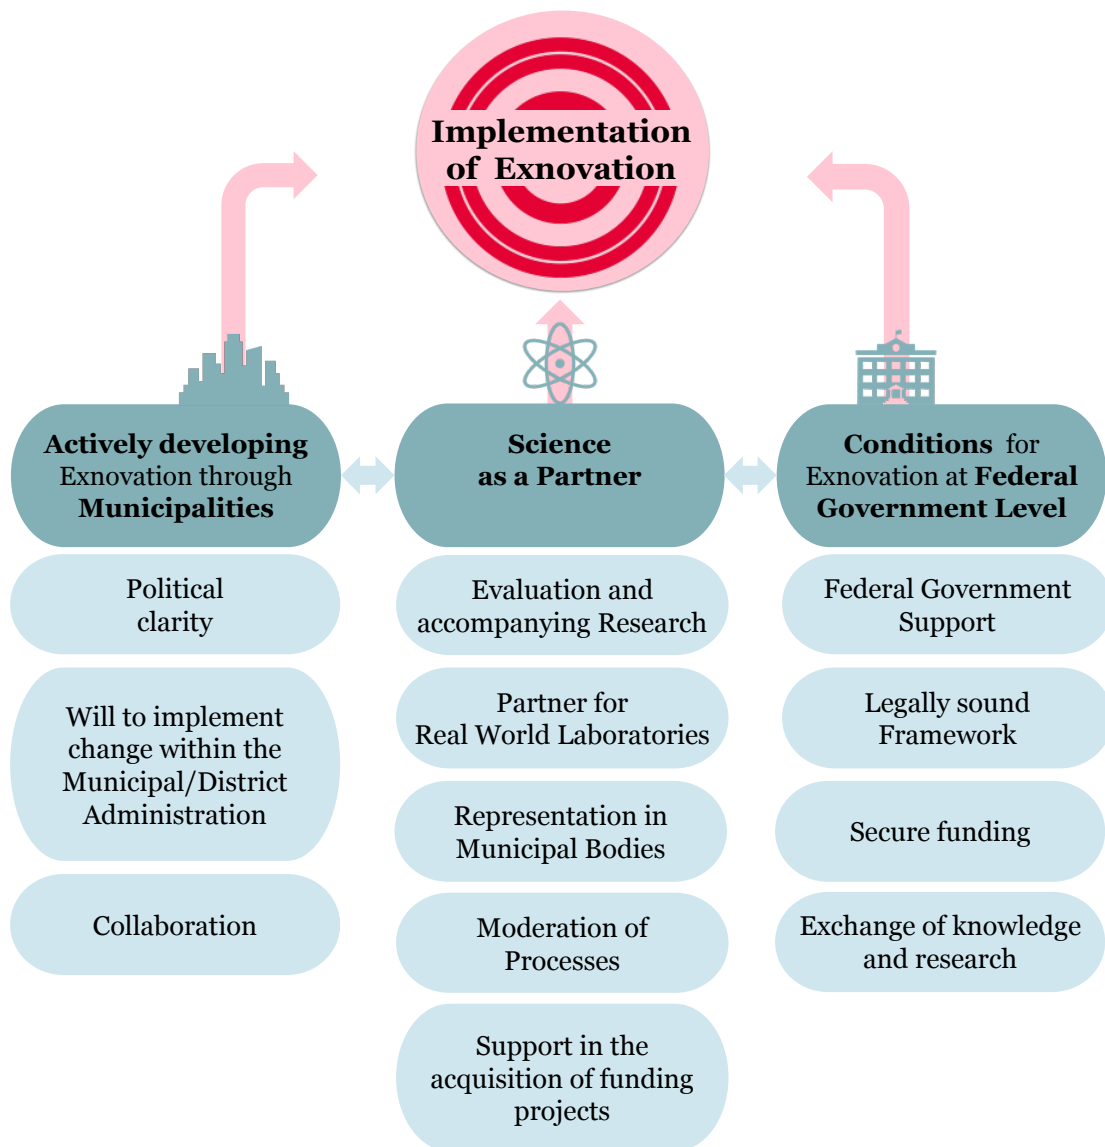 Implementation
of Exnovation
Actively developing
Exnovation through
Municipalities
Political
clarity
Will to implement
change within the
Municipal/District
Administration
Collaboration
Science
as a Partner
Evaluation and
accompanying Research
Partner for
Real World Laboratories
Representation in
Municipal Bodies
Moderation of
Processes
Support in the
acquisition of funding
projects
Conditions for
Exnovation at Federal
Government Level
Federal Government
Support
Legally sound
Framework
Secure funding
Exchange of knowledge
and research